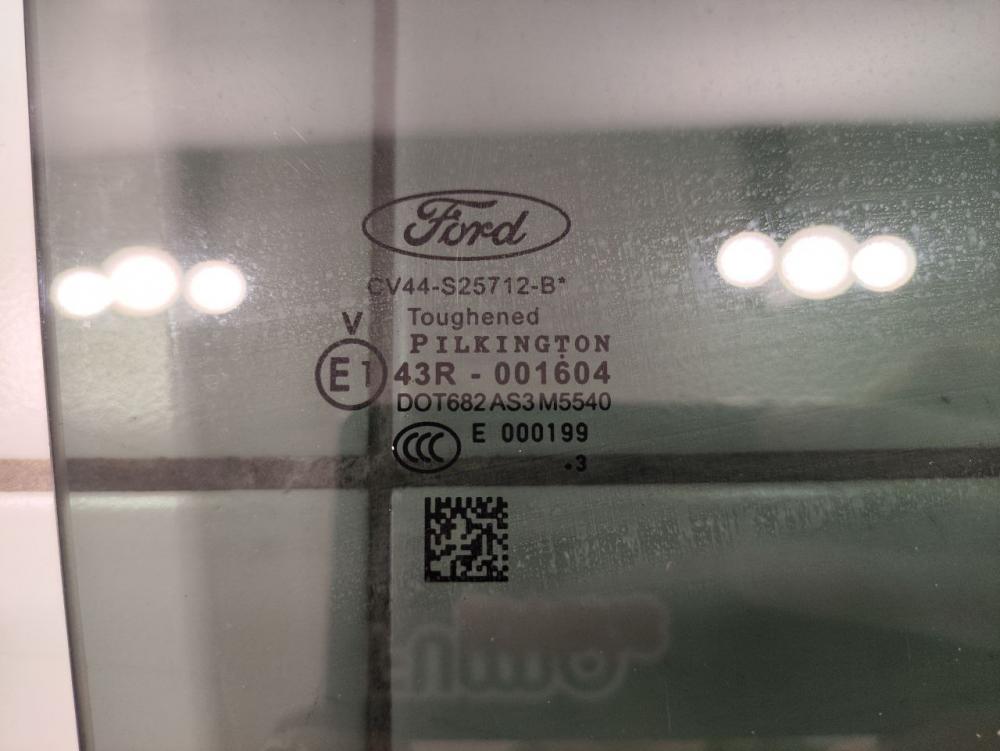 Ford
CV44-S25712-B*
V Toughened
PILKINGTON
E1 43R - 001604
DOT682 AS3 M5540
CCC E 000199
.3